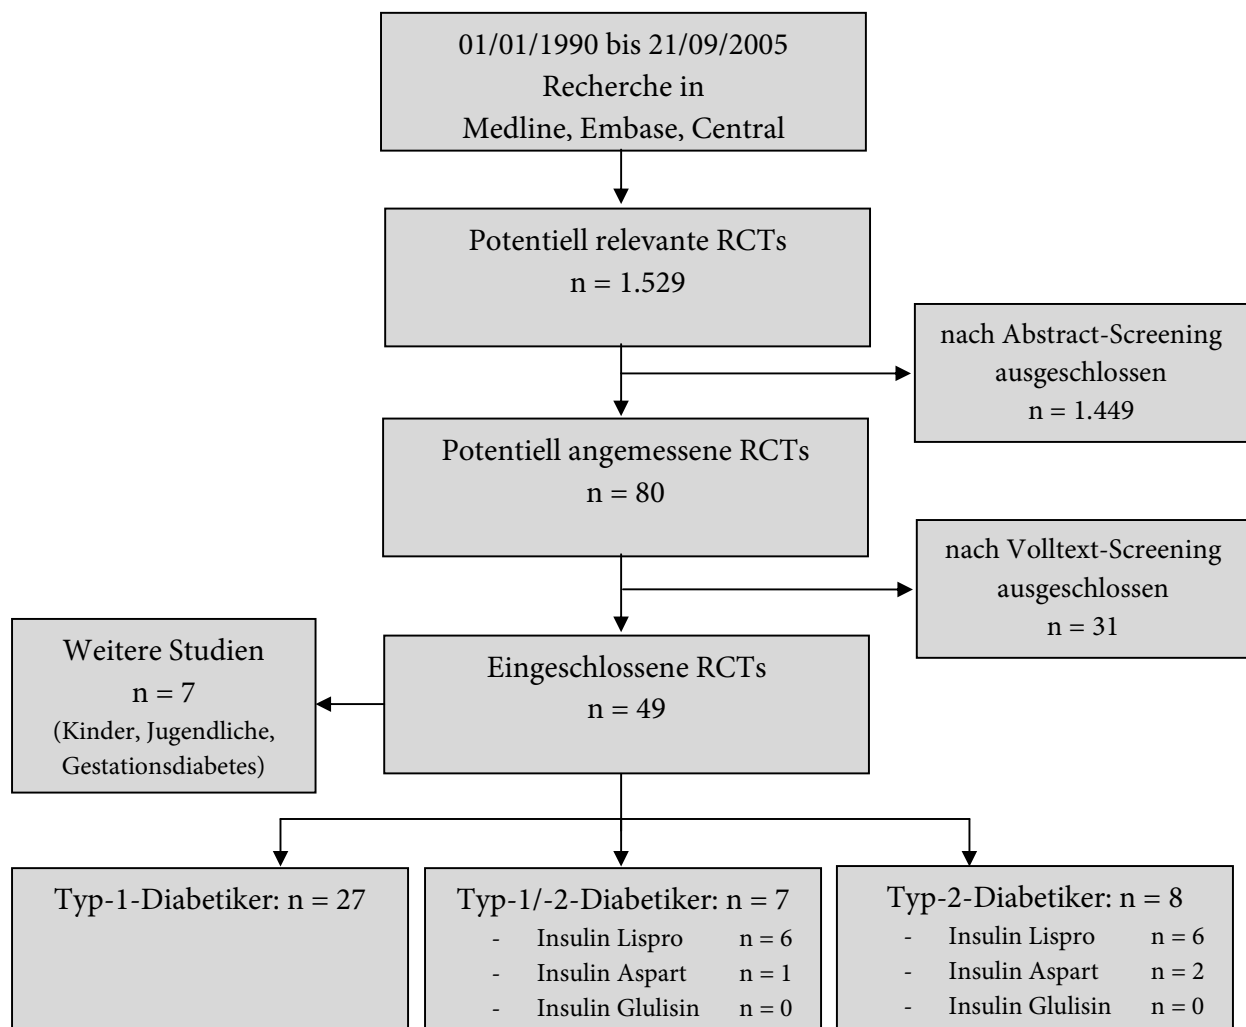 01/01/1990 bis 21/09/2005
Recherche in
Medline, Embase, Central
Potentiell relevante RCTs
n = 1.529
nach Abstract-Screening
ausgeschlossen
n = 1.449
Potentiell angemessene RCTs
n = 80
nach Volltext-Screening
ausgeschlossen
n = 31
Weitere Studien
n = 7
(Kinder, Jugendliche,
Gestationsdiabetes)
Eingeschlossene RCTs
n = 49
Typ-1-Diabetiker: n = 27
Typ-1/-2-Diabetiker: n = 7
- Insulin Lispro n = 6
- Insulin Aspart n = 1
- Insulin Glulisin n = 0
Typ-2-Diabetiker: n = 8
- Insulin Lispro n = 6
- Insulin Aspart n = 2
- Insulin Glulisin n = 0